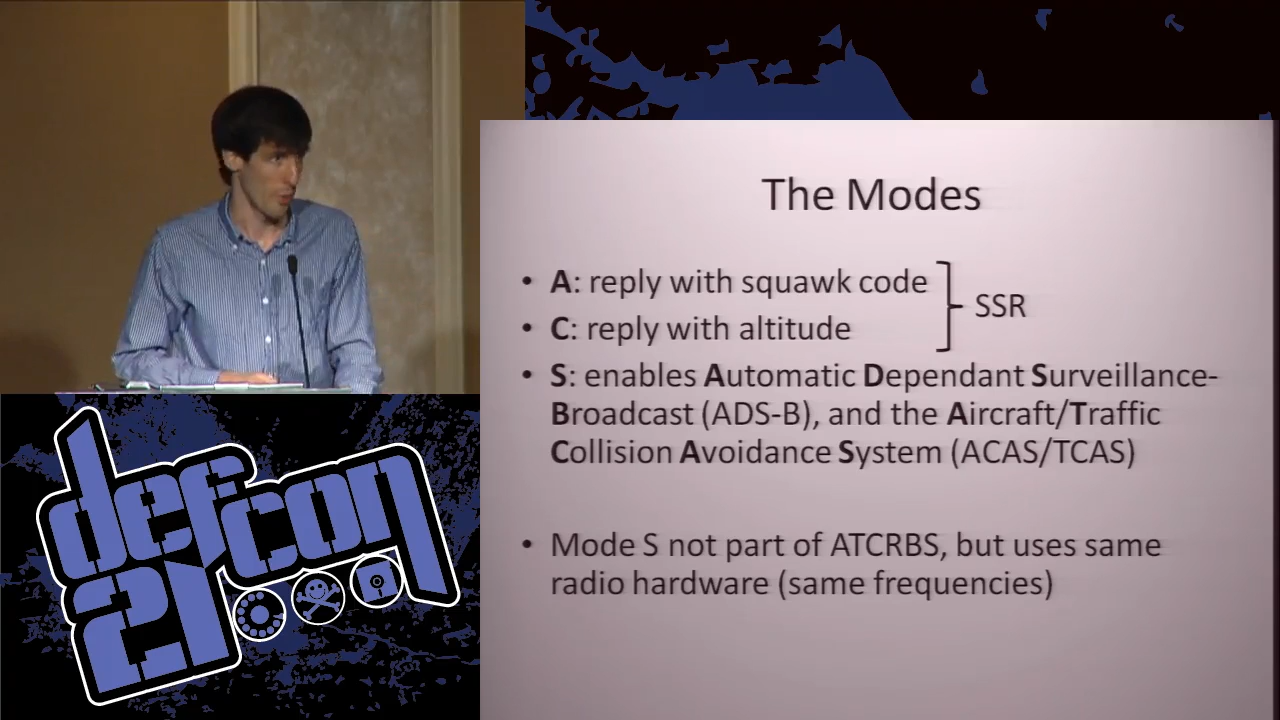 The Modes
• A: reply with squawk code
SSR
• C: reply with altitude
• S: enables Automatic Dependant Surveillance-
Broadcast (ADS-B), and the Aircraft/Traffic
Collision Avoidance System (ACAS/TCAS)
• Mode S not part of ATCRBS, but uses same
radio hardware (same frequencies)
defcon
21